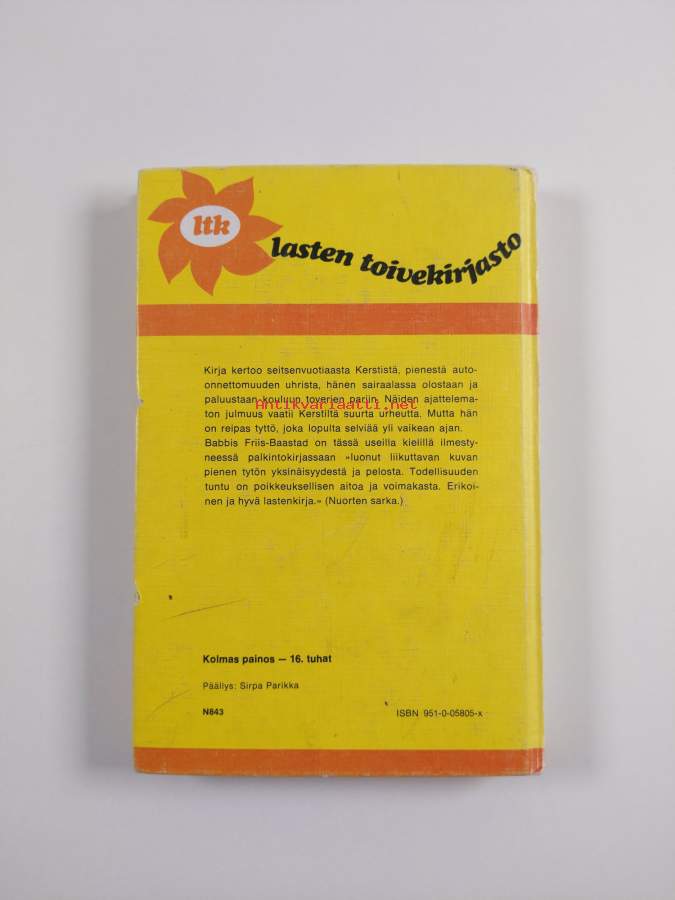 ltk
lasten toivekirjasto
Kirja kertoo seitsenvuotiaasta Kerstistä, pienestä auto-
onnettomuuden uhrista, hänen sairaalassa olostaan ja
paluustaan kouluun toverien pariin. Näiden ajattelema-
Antikvariaatti.net
ton julmuus vaatii Kerstiltä suurta urheutta. Mutta hän
on reipas tyttö, joka lopulta selviää yli vaikean ajan.
Babbis Friis-Baastad on tässä useilla kielillä ilmesty-
neessä palkintokirjassaan »luonut liikuttavan kuvan
pienen tytön yksinäisyydestä ja pelosta. Todellisuuden
tuntu on poikkeuksellisen aitoa ja voimakasta. Erikoi-
nen ja hyvä lastenkirja.» (Nuorten sarka.)
Kolmas painos — 16. tuhat
Päällys: Sirpa Parikka
N843 ISBN 951-0-05805-x